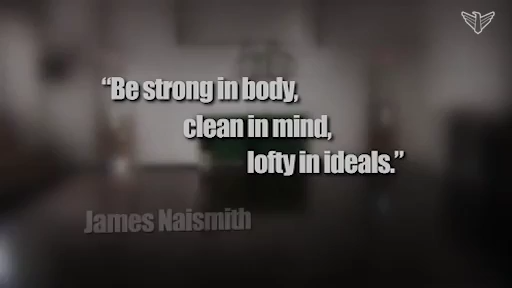 “Be strong in body,
clean in mind,
lofty in ideals.”
James Naismith